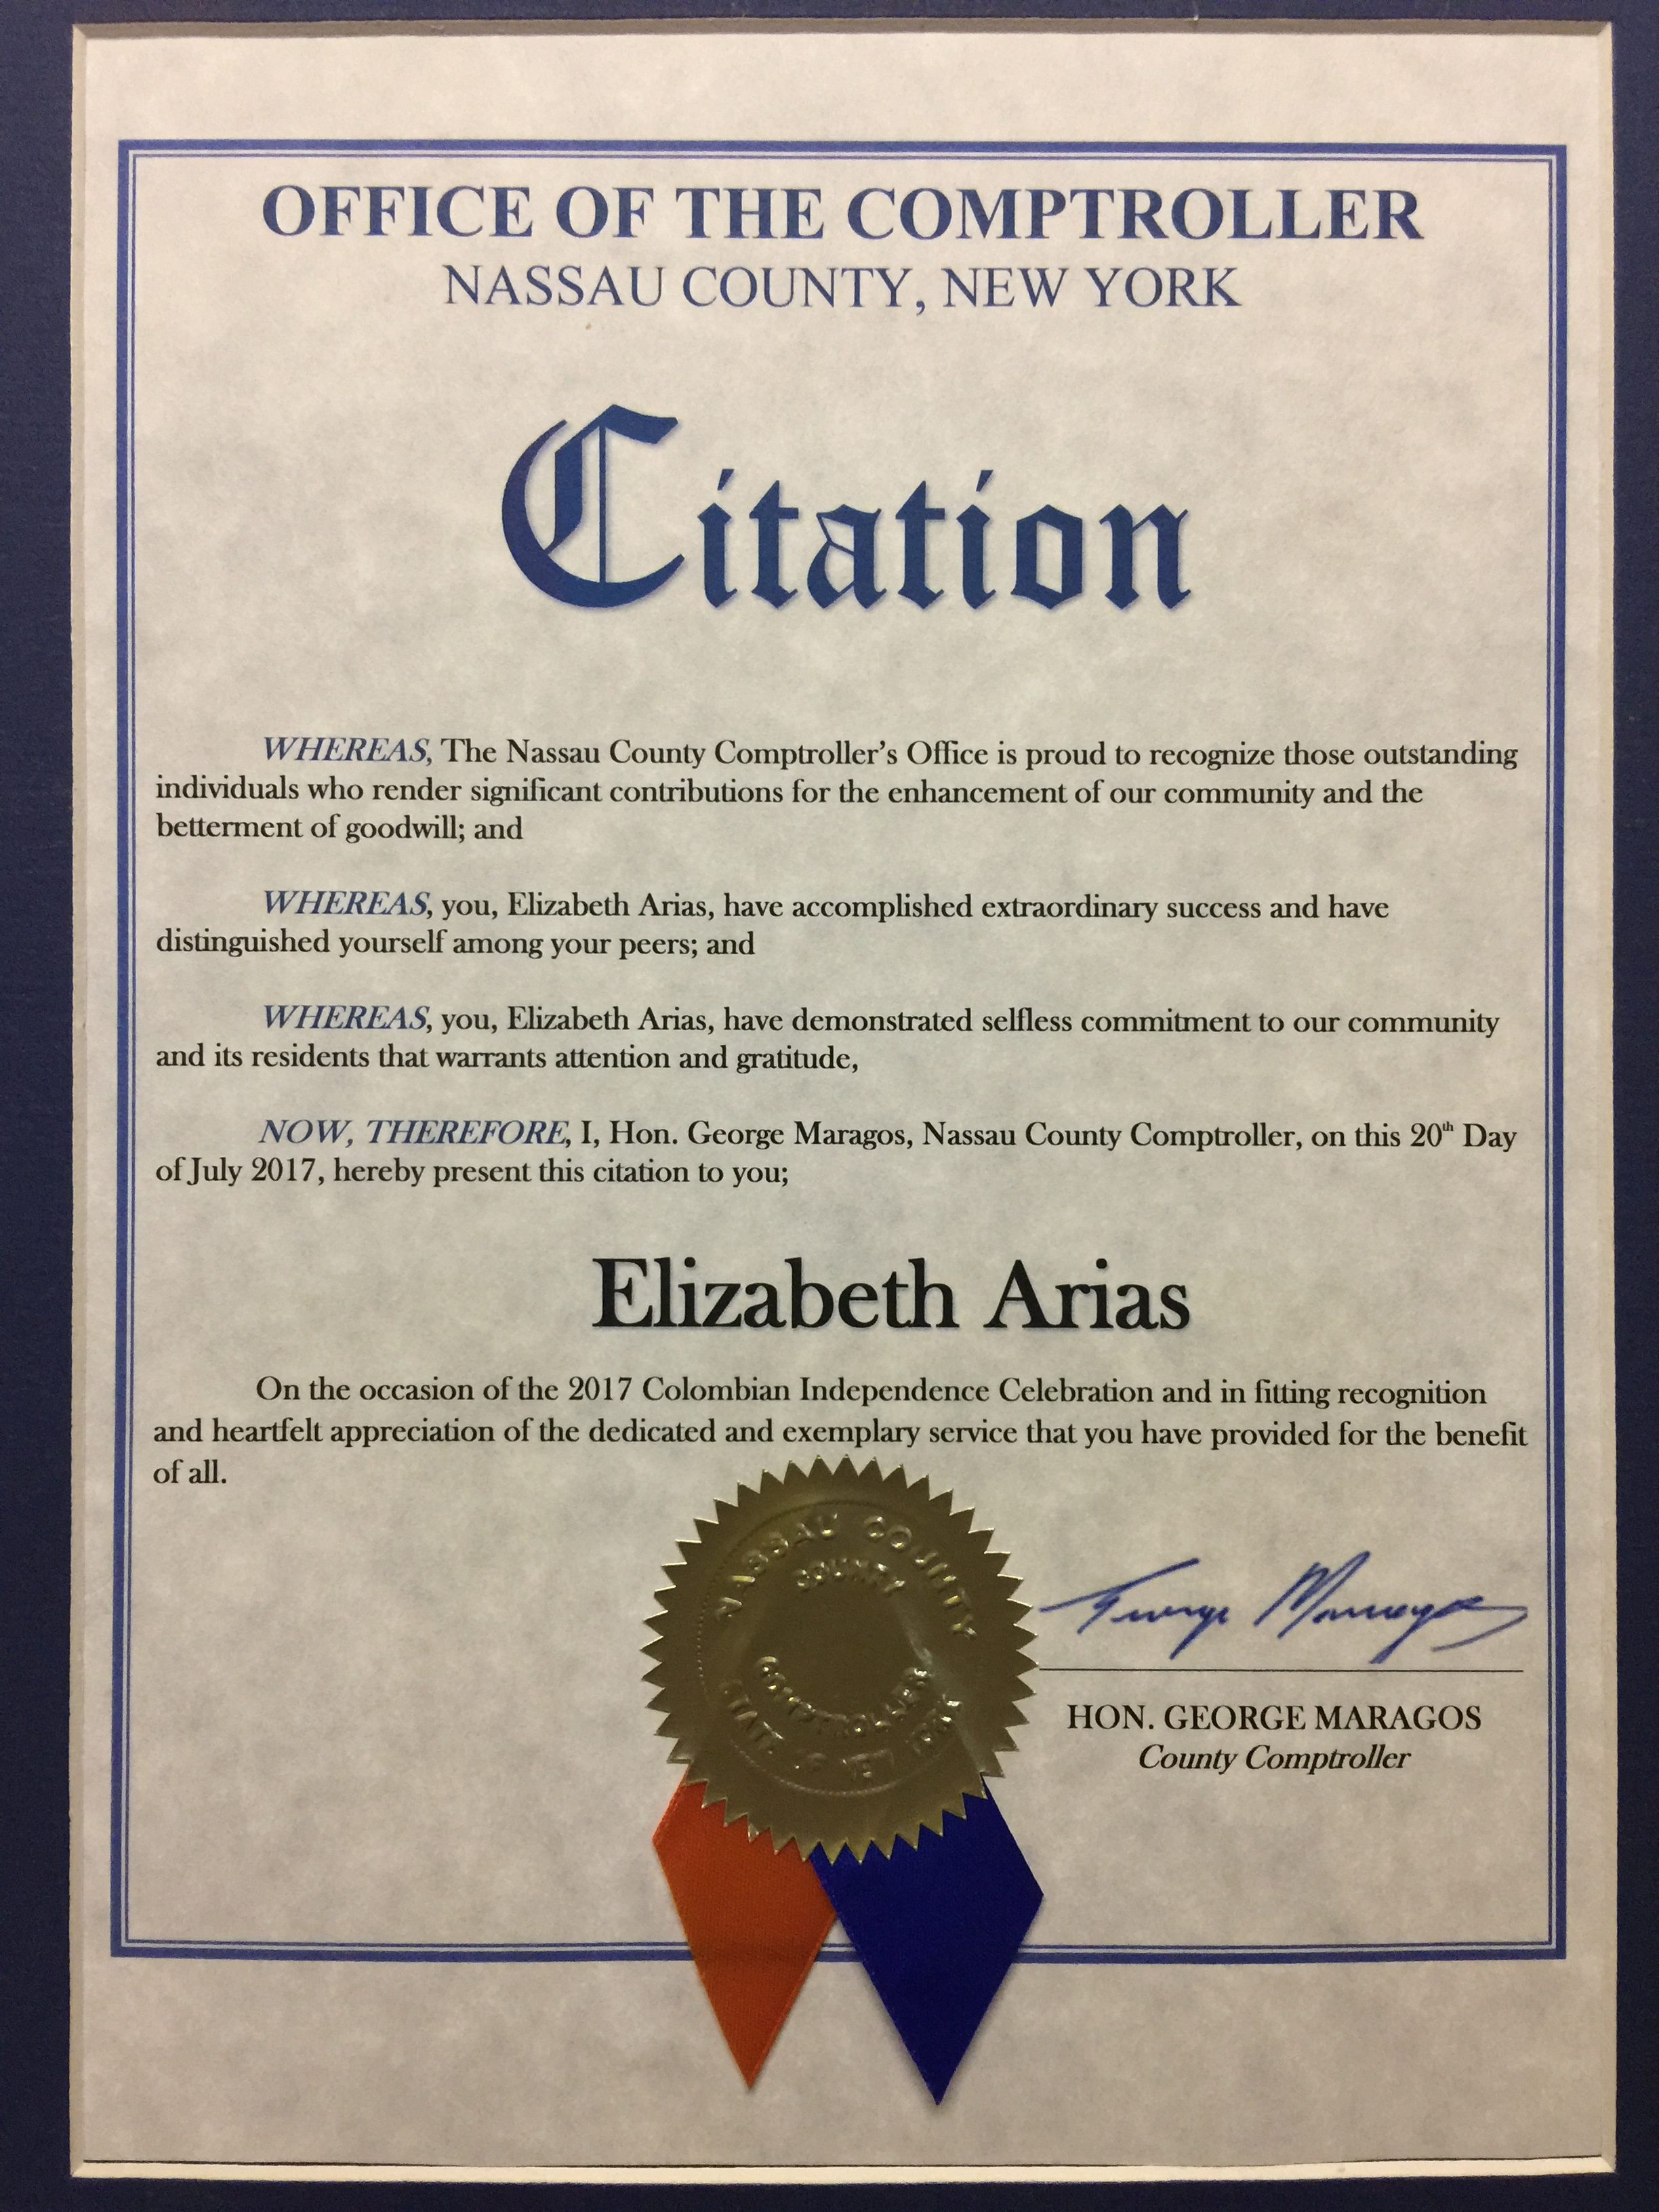 OFFICE OF THE COMPTROLLER
NASSAU COUNTY, NEW YORK
Citation
WHEREAS, The Nassau County Comptroller's Office is proud to recognize those outstanding
individuals who render significant contributions for the enhancement of our community and the
betterment of goodwill; and
WHEREAS, you, Elizabeth Arias, have accomplished extraordinary success and have
distinguished yourself among your peers; and
WHEREAS, you, Elizabeth Arias, have demonstrated selfless commitment to our community
and its residents that warrants attention and gratitude,
NOW, THEREFORE, I, Hon. George Maragos, Nassau County Comptroller, on this 20th Day
of July 2017, hereby present this citation to you;
Elizabeth Arias
On the occasion of the 2017 Colombian Independence Celebration and in fitting recognition
and heartfelt appreciation of the dedicated and exemplary service that you have provided for the benefit
of all.
NASSAU COUNTY
COUNTY
COMPTROLLER
STATE OF NEW YORK
George Maragos
HON. GEORGE MARAGOS
County Comptroller